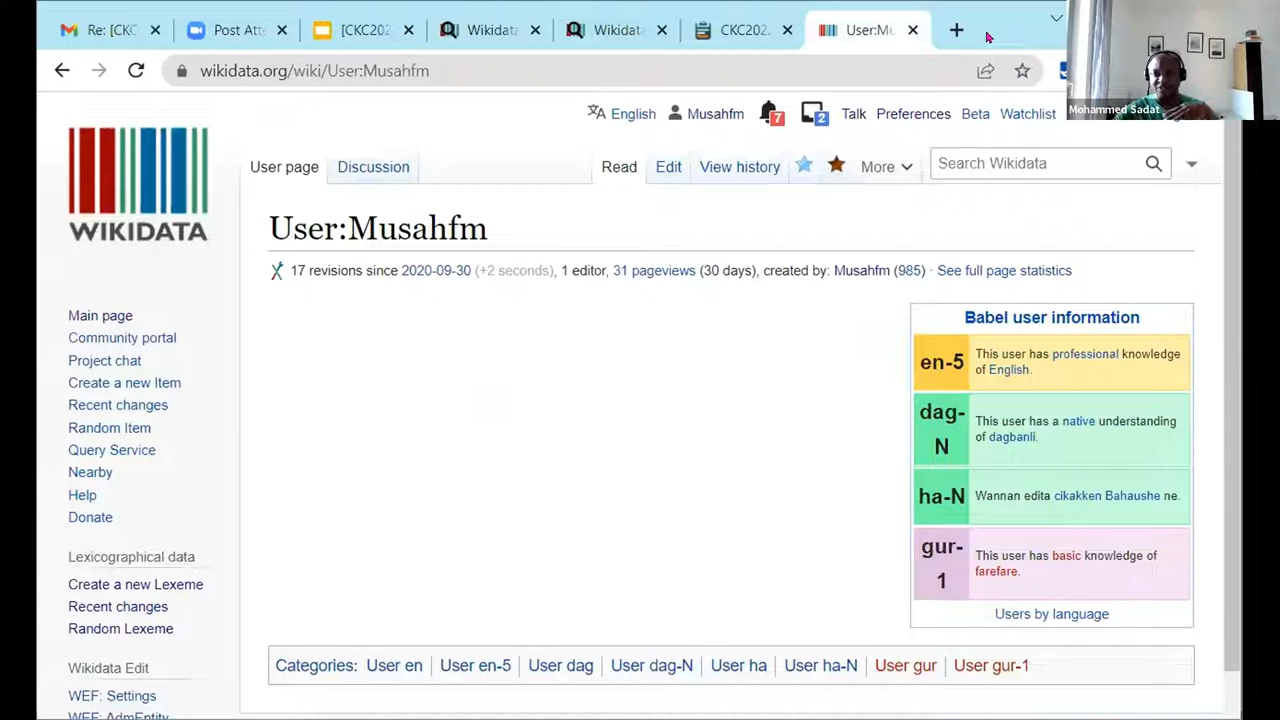 Re: [CKC
Post Atte
[CKC202
Wikidata
Wikidata
CKC202
User:Mu
wikidata.org/wiki/User:Musahfm
Mohammed Sadat
English Musahfm 7 2 Talk Preferences Beta Watchlist
WIKIDATA
User page Discussion Read Edit View history More Search Wikidata
User:Musahfm
17 revisions since 2020-09-30 (+2 seconds), 1 editor, 31 pageviews (30 days), created by: Musahfm (985) · See full page statistics
Main page
Community portal
Project chat
Create a new Item
Recent changes
Random Item
Query Service
Nearby
Help
Donate
Lexicographical data
Create a new Lexeme
Recent changes
Random Lexeme
Wikidata Edit
WEF: Settings
WEF: AdmEntity
Babel user information
en-5
This user has professional knowledge
of English.
dag-
N
This user has a native understanding
of dagbanli.
ha-N
Wannan edita cikakken Bahaushe ne.
gur-
1
This user has basic knowledge of
farefare.
Users by language
Categories: User en | User en-5 | User dag | User dag-N | User ha | User ha-N | User gur | User gur-1